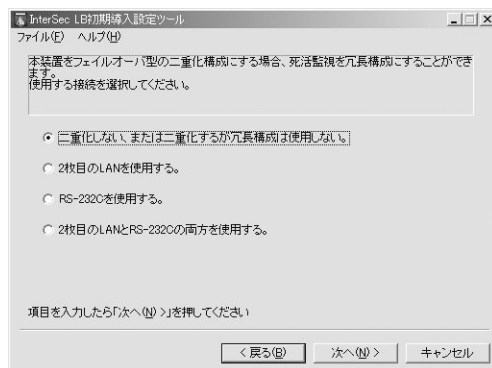 InterSec LB初期導入設定ツール
ファイル(F) ヘルプ(H)
本装置をフェイルオーバ型の二重化構成にする場合、死活監視を冗長構成にすることができ
ます。
使用する接続を選択してください。
二重化しない、または二重化するが冗長構成は使用しない。
2枚目のLANを使用する。
RS-232Cを使用する。
2枚目のLANとRS-232Cの両方を使用する。
項目を入力したら「次へ(N) >」を押してください
< 戻る(B) 次へ(N) > キャンセル